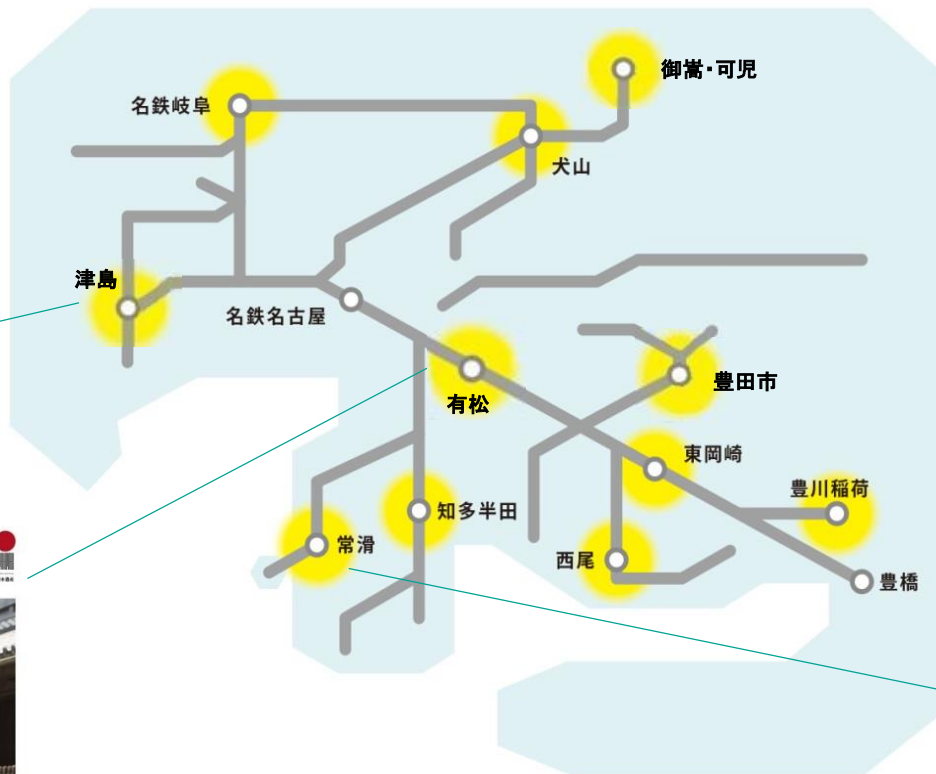 御嵩・可児
名鉄岐阜
犬山
津島
名鉄名古屋
有松
豊田市
東岡崎
豊川稲荷
知多半田
常滑
西尾
豊橋